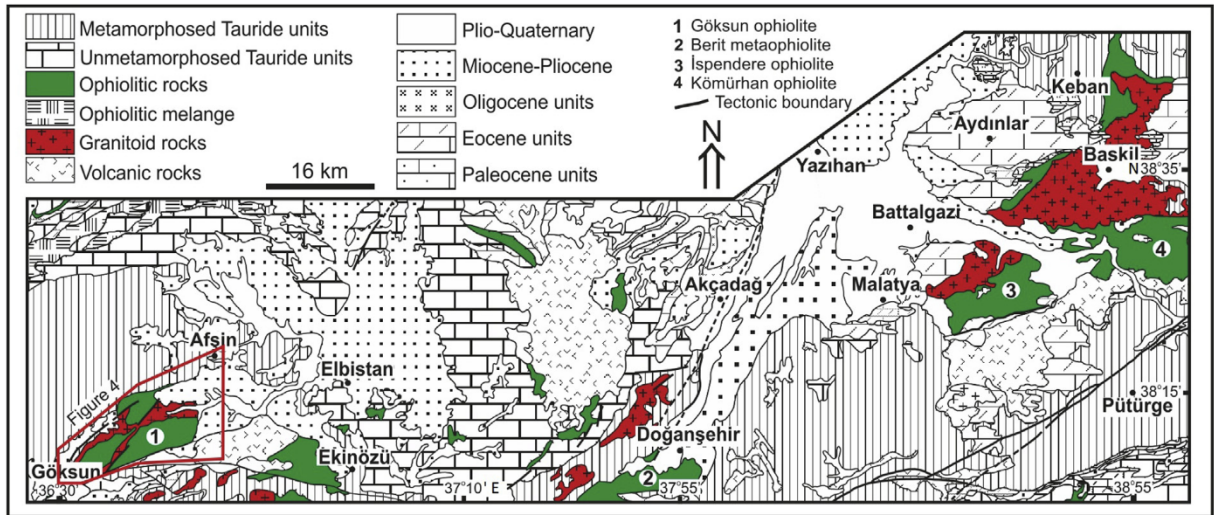 Metamorphosed Tauride units
Unmetamorphosed Tauride units
Ophiolitic rocks
Ophiolitic melange
Granitoid rocks
Volcanic rocks
16 km
Plio-Quaternary
Miocene-Pliocene
Oligocene units
Eocene units
Paleocene units
1 Göksun ophiolite
2 Berit metaophiolite
3 İspendere ophiolite
4 Kömürhan ophiolite
Tectonic boundary
N
Keban
Aydınlar
Yazıhan
Baskil
N 38°35'
Battalgazi
4
Akçadağ
Malatya
3
Afşin
Elbistan
Figure 4
38°15'
Pütürge
1
Doğanşehir
Göksun
Ekinözü
2
36°30'
37°10' E
37°55'
38°55'